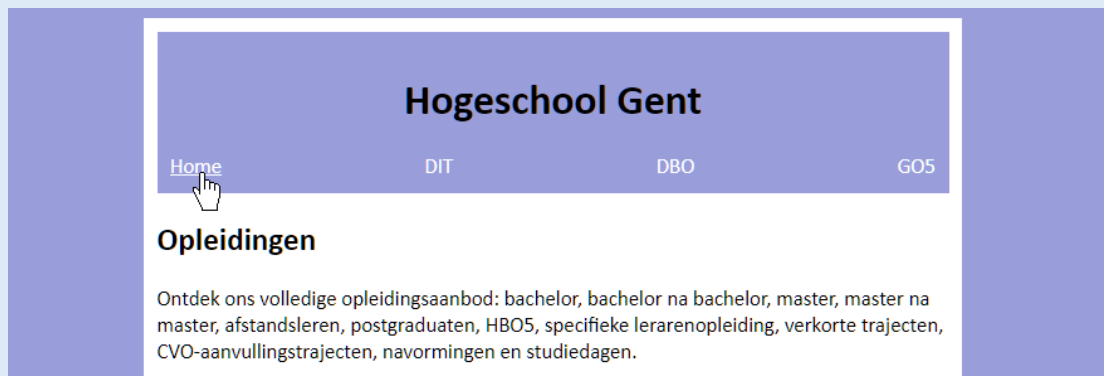 Hogeschool Gent
Home DIT DBO GO5
Opleidingen
Ontdek ons volledige opleidingsaanbod: bachelor, bachelor na bachelor, master, master na
master, afstandsleren, postgraduaten, HBO5, specifieke lerarenopleiding, verkorte trajecten,
CVO-aanvullingstrajecten, navormingen en studiedagen.